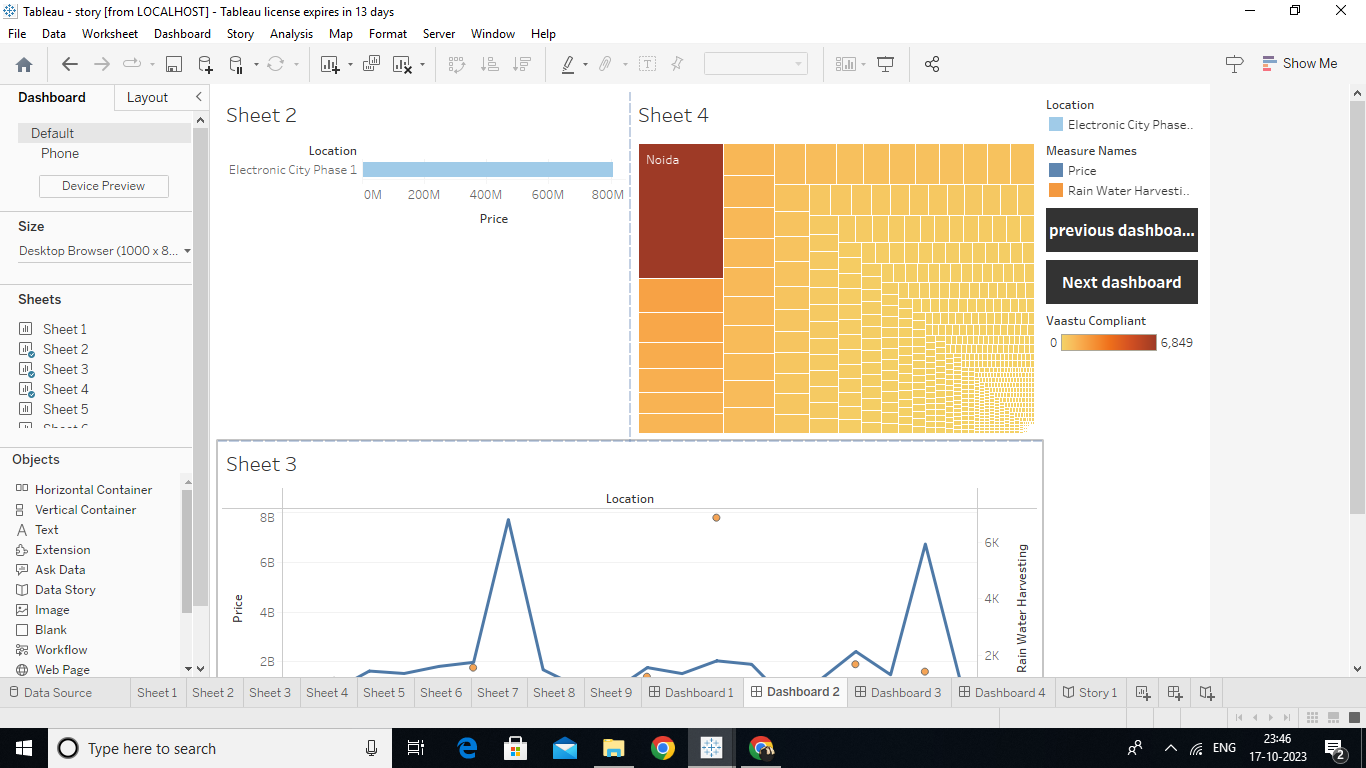 Tableau - story [from LOCALHOST] - Tableau license expires in 13 days
File Data Worksheet Dashboard Story Analysis Map Format Server Window Help
Show Me
Dashboard Layout
Default
Phone
Device Preview
Size
Desktop Browser (1000 x 8...
Sheets
Sheet 1
Sheet 2
Sheet 3
Sheet 4
Sheet 5
Objects
Horizontal Container
Vertical Container
Text
Extension
Ask Data
Data Story
Image
Blank
Workflow
Web Page
Sheet 2
Location
Electronic City Phase 1
0M 200M 400M 600M 800M
Price
Sheet 4
Noida
Location
Electronic City Phase..
Measure Names
Price
Rain Water Harvesti..
previous dashboa...
Next dashboard
Vaastu Compliant
0 6,849
Sheet 3
Location
8B
6B
4B
2B
Price
6K
4K
2K
Rain Water Harvesting
Data Source Sheet 1 Sheet 2 Sheet 3 Sheet 4 Sheet 5 Sheet 6 Sheet 7 Sheet 8 Sheet 9 Dashboard 1 Dashboard 2 Dashboard 3 Dashboard 4 Story 1
Type here to search
ENG
23:46
17-10-2023
2